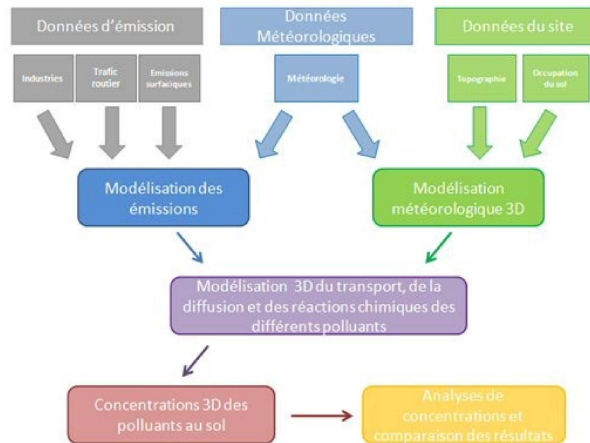 Données d'émission
Données
Météorologiques
Données du site
Industries
Trafic
routier
Emissions
surfaciques
Météorologie
Topographie
Occupation
du sol
Modélisation des
émissions
Modélisation
météorologique 3D
Modélisation 3D du transport, de la
diffusion et des réactions chimiques des
différents polluants
Concentrations 3D des
polluants au sol
Analyses de
concentrations et
comparaison des résultats